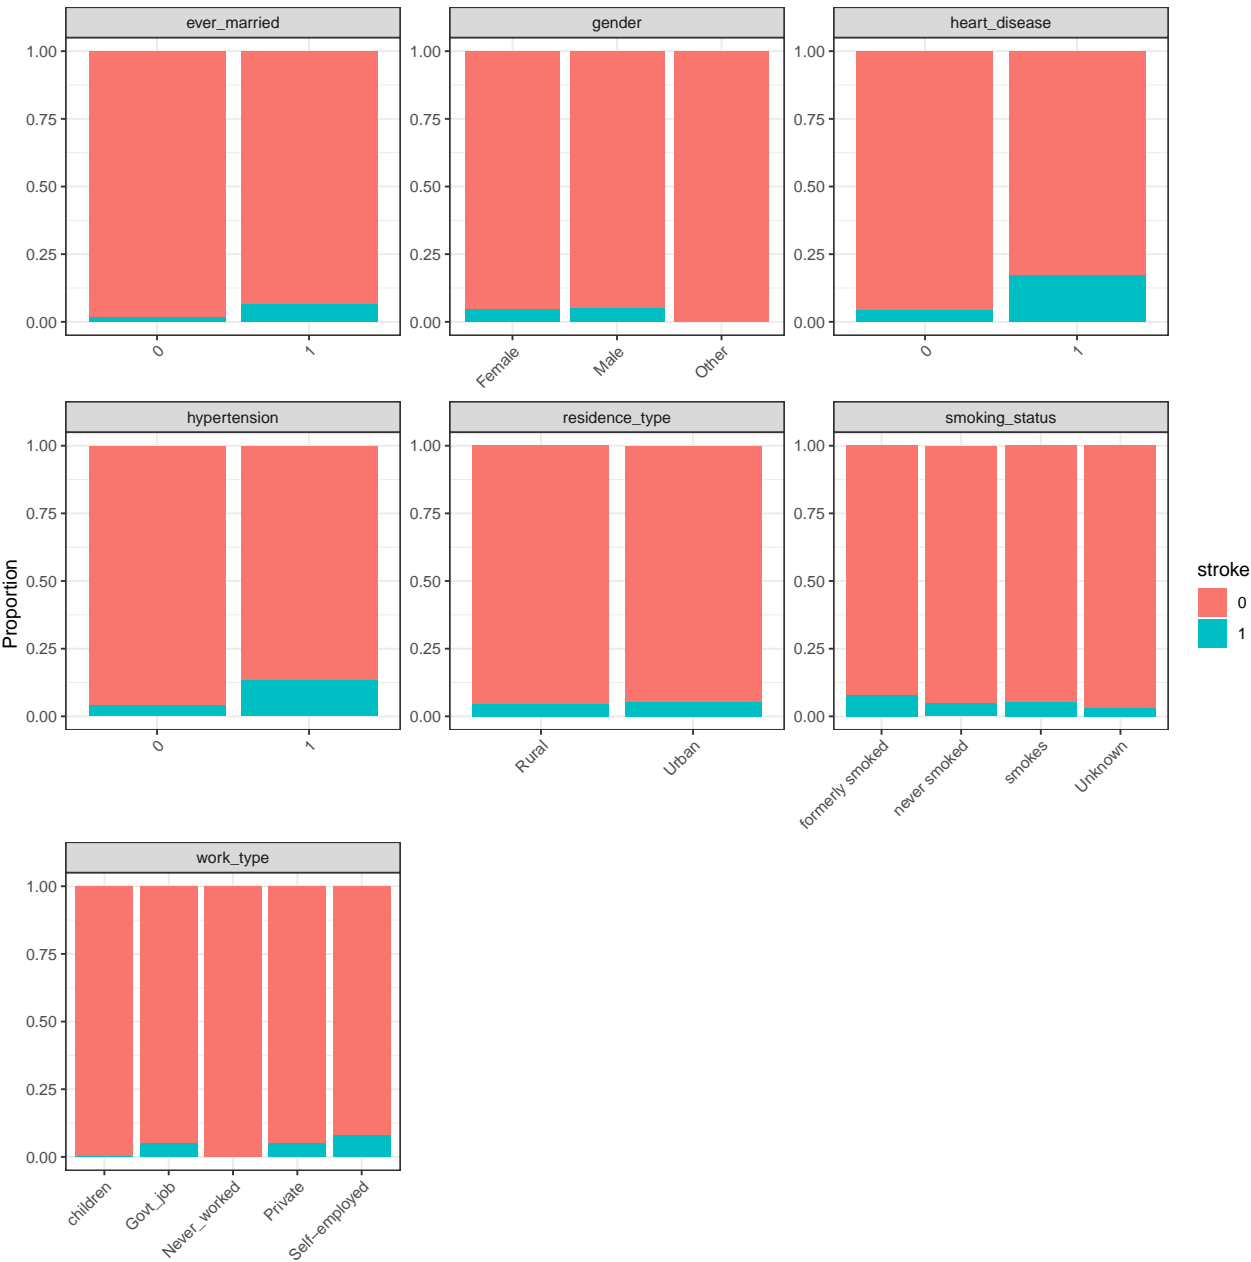 ever_married
gender
heart_disease
1.00
0.75
0.50
0.25
0.00
1.00
0.75
0.50
0.25
0.00
1.00
0.75
0.50
0.25
0.00
0
1
Female
Male
Other
0
1
hypertension
residence_type
smoking_status
1.00
0.75
0.50
0.25
0.00
1.00
0.75
0.50
0.25
0.00
1.00
0.75
0.50
0.25
0.00
0
1
Rural
Urban
formerly smoked
never smoked
smokes
Unknown
Proportion
stroke
0
1
work_type
1.00
0.75
0.50
0.25
0.00
children
Govt_job
Never_worked
Private
Self−employed